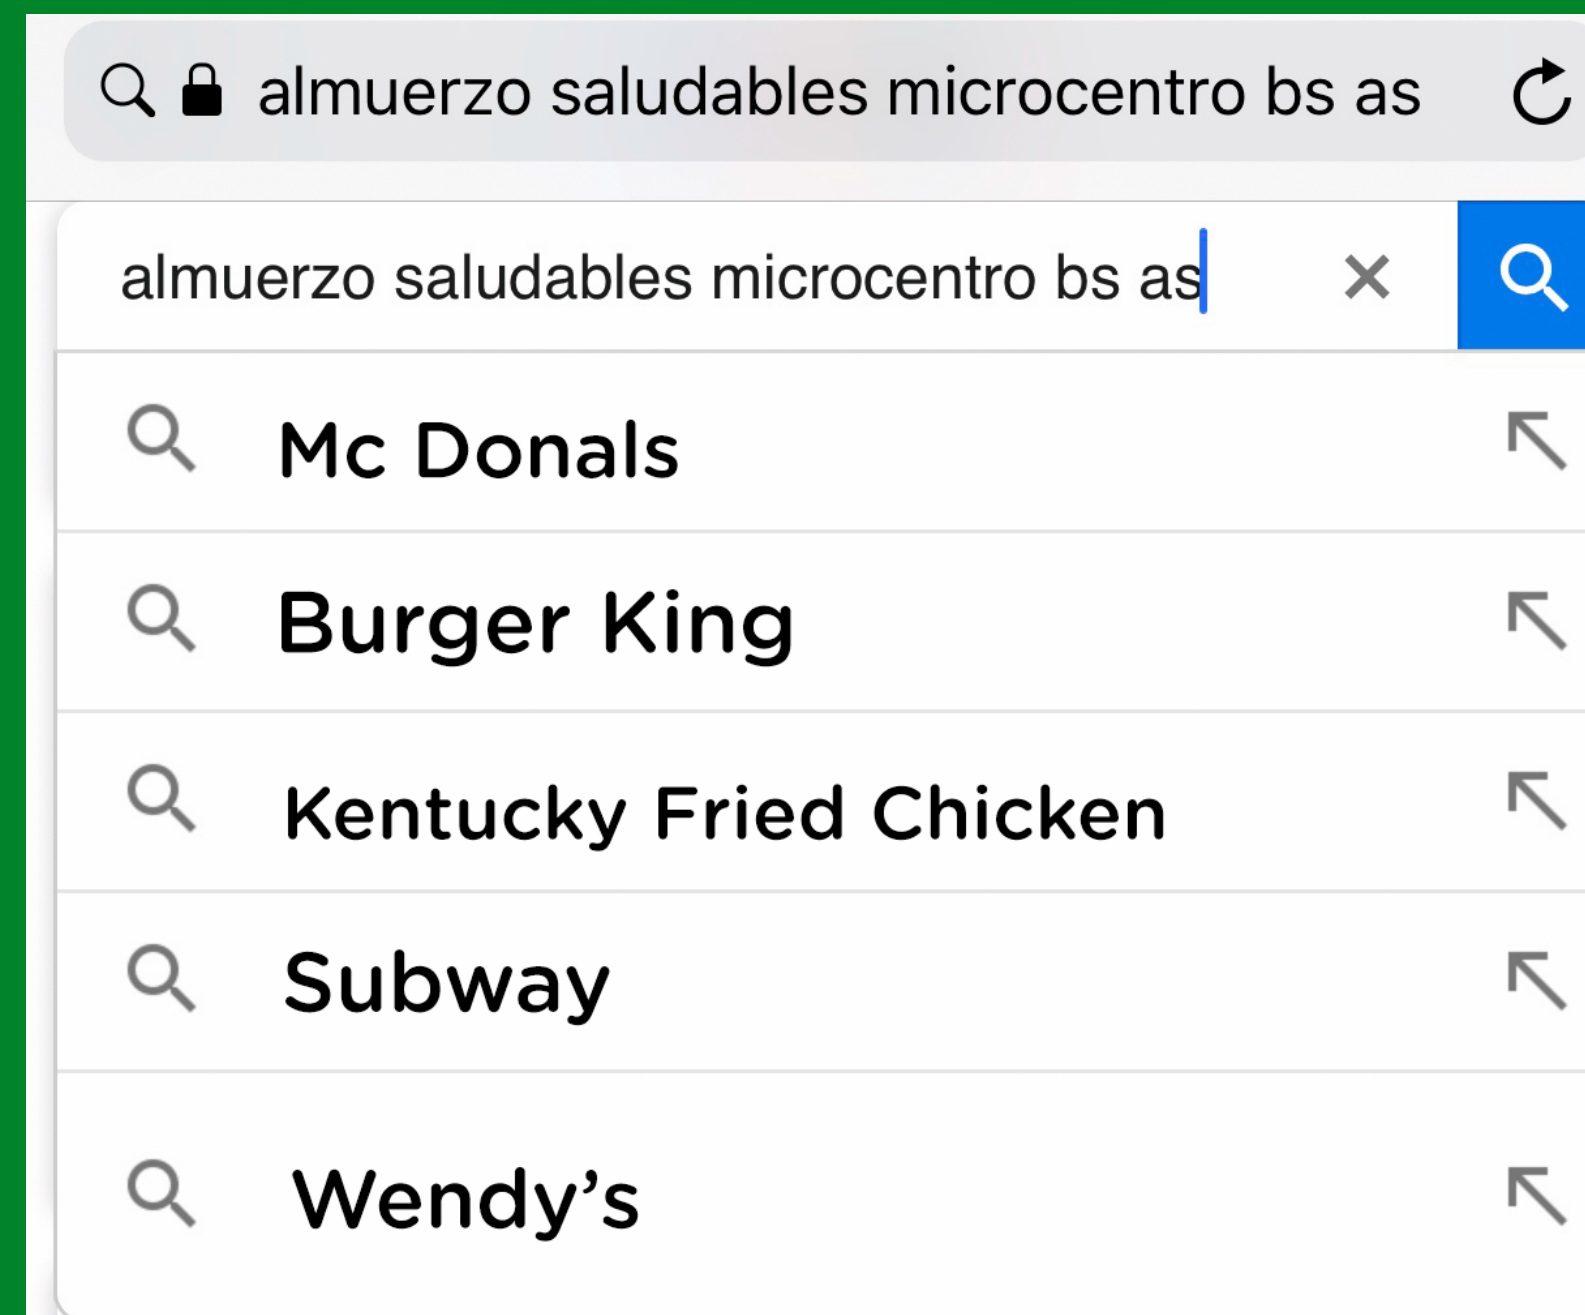 almuerzo saludables microcentro bs as
almuerzo saludables microcentro bs as
Mc Donals
Burger King
Kentucky Fried Chicken
Subway
Wendy’s